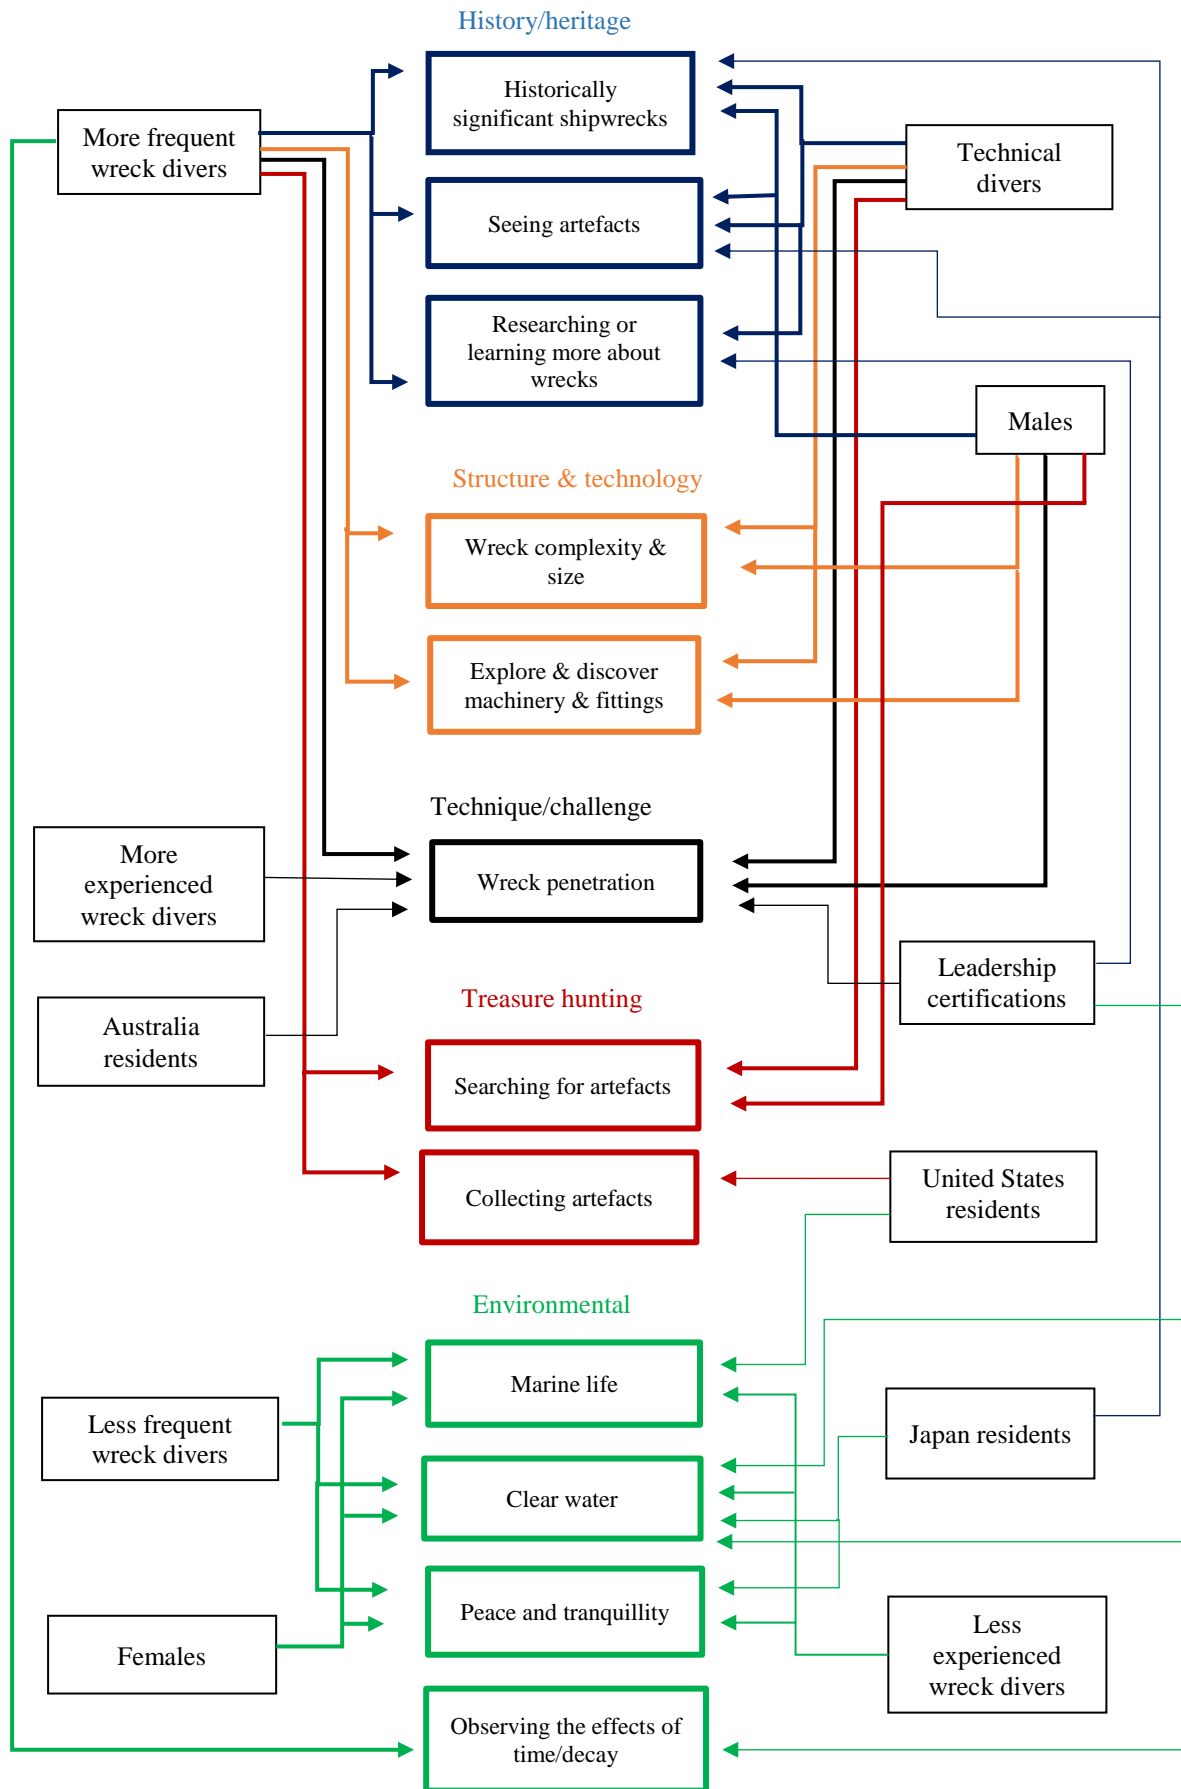 History/heritage
Historically
significant shipwrecks
More frequent
wreck divers
Technical
divers
Seeing artefacts
Researching or
learning more about
wrecks
Males
Structure & technology
Wreck complexity &
size
Explore & discover
machinery & fittings
Technique/challenge
More
experienced
wreck divers
Wreck penetration
Leadership
certifications
Treasure hunting
Australia
residents
Searching for artefacts
United States
residents
Collecting artefacts
Environmental
Marine life
Less frequent
wreck divers
Japan residents
Clear water
Peace and tranquillity
Females
Less
experienced
wreck divers
Observing the effects of
time/decay